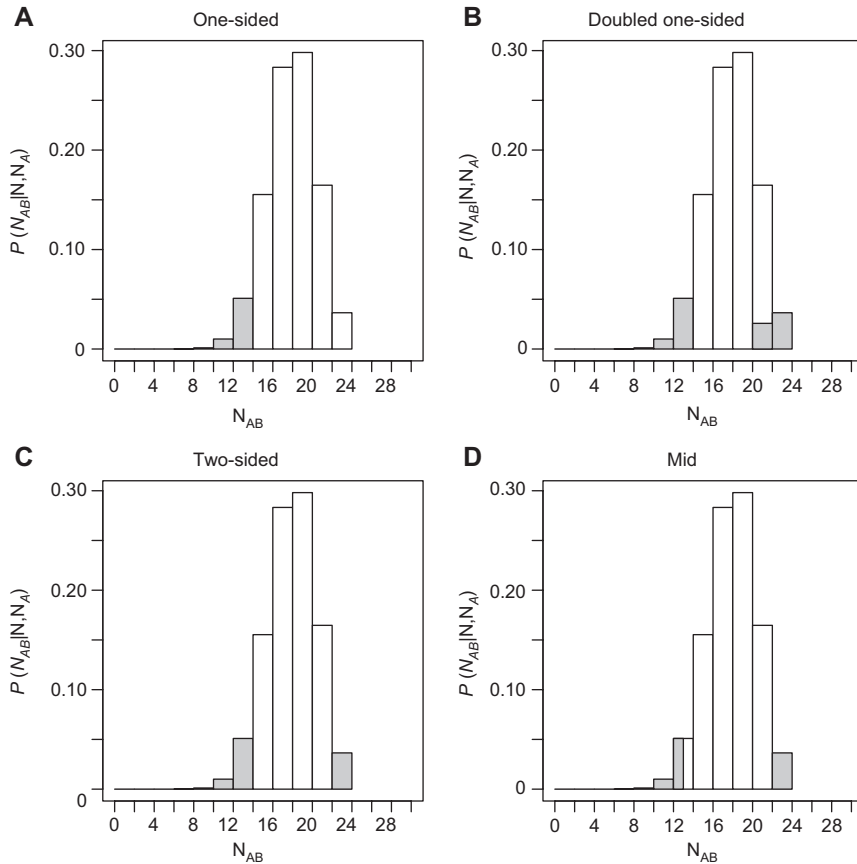 A
One-sided
0.30
0.20
0.10
0
P (N_AB|N,N_A)
0 4 8 12 16 20 24 28
N_AB
B
Doubled one-sided
0.30
0.20
0.10
0
P (N_AB|N,N_A)
0 4 8 12 16 20 24 28
N_AB
C
Two-sided
0.30
0.20
0.10
0
P (N_AB|N,N_A)
0 4 8 12 16 20 24 28
N_AB
D
Mid
0.30
0.20
0.10
0
P (N_AB|N,N_A)
0 4 8 12 16 20 24 28
N_AB